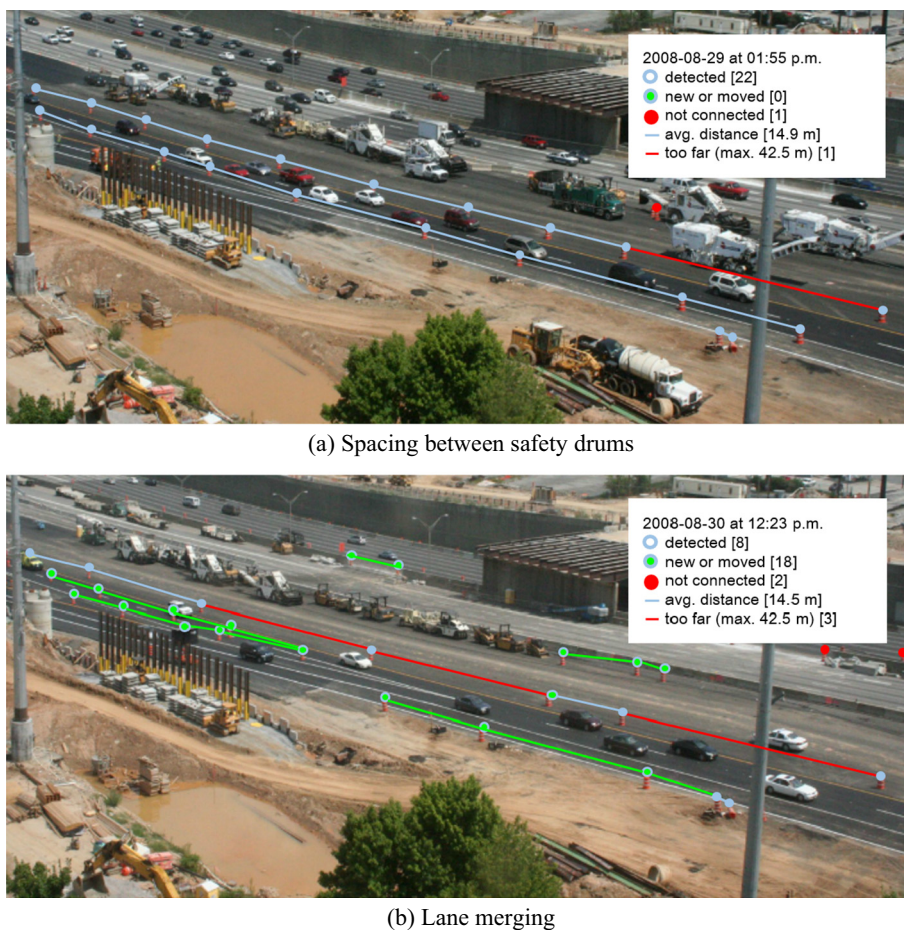 2008-08-29 at 01:55 p.m.
detected [22]
new or moved [0]
not connected [1]
avg. distance [14.9 m]
too far (max. 42.5 m) [1]
(a) Spacing between safety drums
2008-08-30 at 12:23 p.m.
detected [8]
new or moved [18]
not connected [2]
avg. distance [14.5 m]
too far (max. 42.5 m) [3]
(b) Lane merging